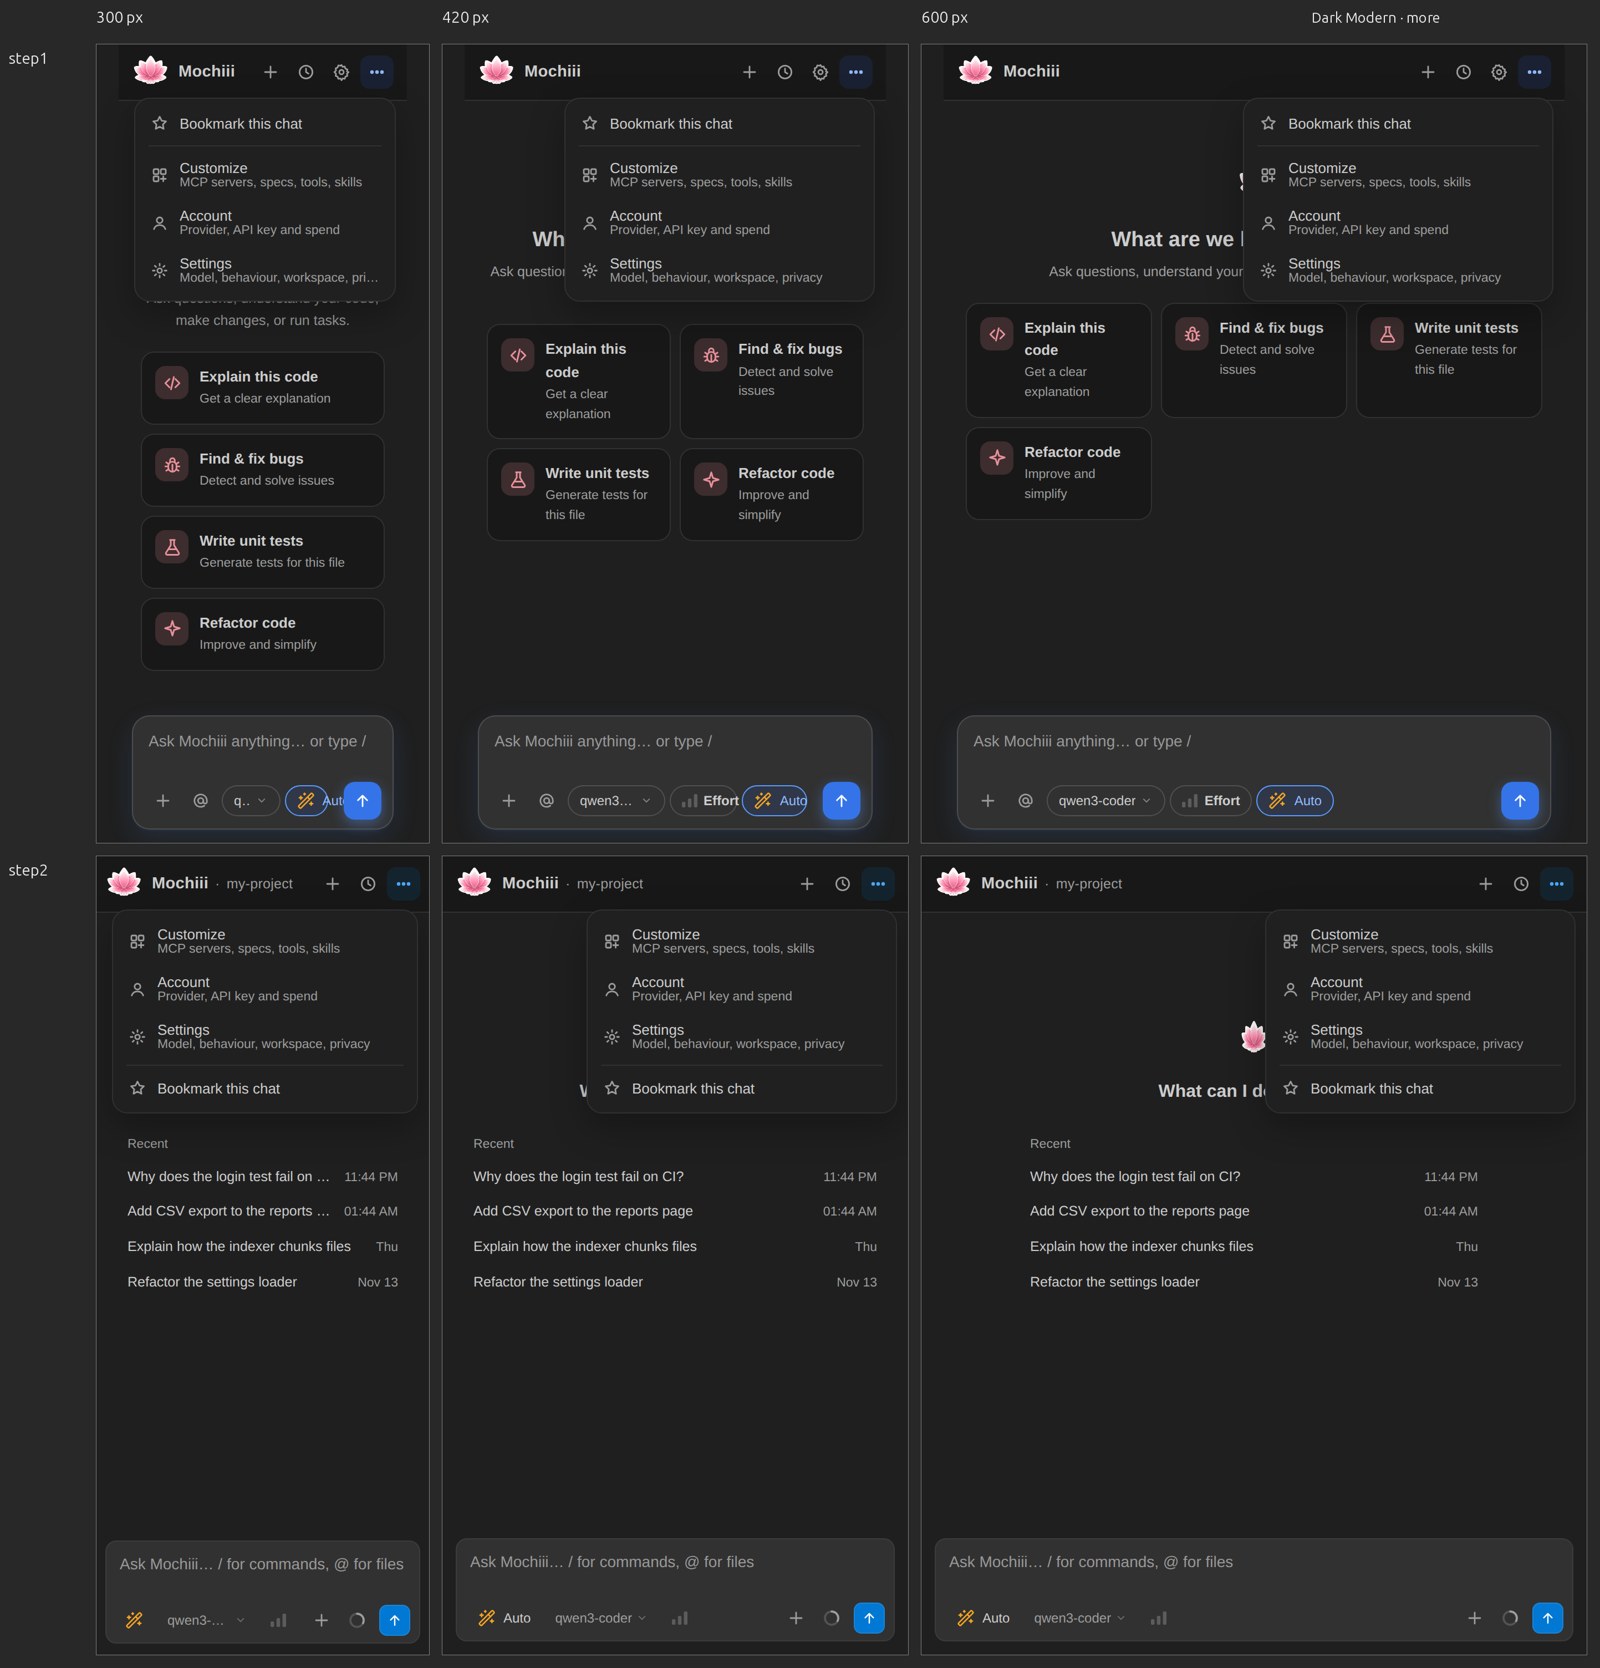 300 px
420 px
600 px
Dark Modern · more
step1
Mochiii
Bookmark this chat
Customize
MCP servers, specs, tools, skills
Account
Provider, API key and spend
Settings
Model, behaviour, workspace, pri...
Ask questions, understand your code,
make changes, or run tasks.
Explain this code
Get a clear explanation
Find & fix bugs
Detect and solve issues
Write unit tests
Generate tests for this file
Refactor code
Improve and simplify
Ask Mochiii anything... or type /
q..
Auto
Mochiii
Bookmark this chat
Customize
MCP servers, specs, tools, skills
Account
Provider, API key and spend
Settings
Model, behaviour, workspace, privacy
Wh
Ask question
Explain this
code
Get a clear
explanation
Find & fix bugs
Detect and solve
issues
Write unit tests
Generate tests for
this file
Refactor code
Improve and
simplify
Ask Mochiii anything... or type /
qwen3...
Effort
Auto
Mochiii
Bookmark this chat
Customize
MCP servers, specs, tools, skills
Account
Provider, API key and spend
Settings
Model, behaviour, workspace, privacy
What are we
Ask questions, understand your
Explain this
code
Get a clear
explanation
Find & fix bugs
Detect and solve
issues
Write unit tests
Generate tests for
this file
Refactor code
Improve and
simplify
Ask Mochiii anything... or type /
qwen3-coder
Effort
Auto
step2
Mochiii · my-project
Customize
MCP servers, specs, tools, skills
Account
Provider, API key and spend
Settings
Model, behaviour, workspace, privacy
Bookmark this chat
Recent
Why does the login test fail on ... 11:44 PM
Add CSV export to the reports ... 01:44 AM
Explain how the indexer chunks files Thu
Refactor the settings loader Nov 13
Ask Mochiii... / for commands, @ for files
qwen3-...
Mochiii · my-project
Customize
MCP servers, specs, tools, skills
Account
Provider, API key and spend
Settings
Model, behaviour, workspace, privacy
Bookmark this chat
Recent
Why does the login test fail on CI? 11:44 PM
Add CSV export to the reports page 01:44 AM
Explain how the indexer chunks files Thu
Refactor the settings loader Nov 13
Ask Mochiii... / for commands, @ for files
Auto
qwen3-coder
Mochiii · my-project
Customize
MCP servers, specs, tools, skills
Account
Provider, API key and spend
Settings
Model, behaviour, workspace, privacy
Bookmark this chat
What can I d
Recent
Why does the login test fail on CI? 11:44 PM
Add CSV export to the reports page 01:44 AM
Explain how the indexer chunks files Thu
Refactor the settings loader Nov 13
Ask Mochiii... / for commands, @ for files
Auto
qwen3-coder